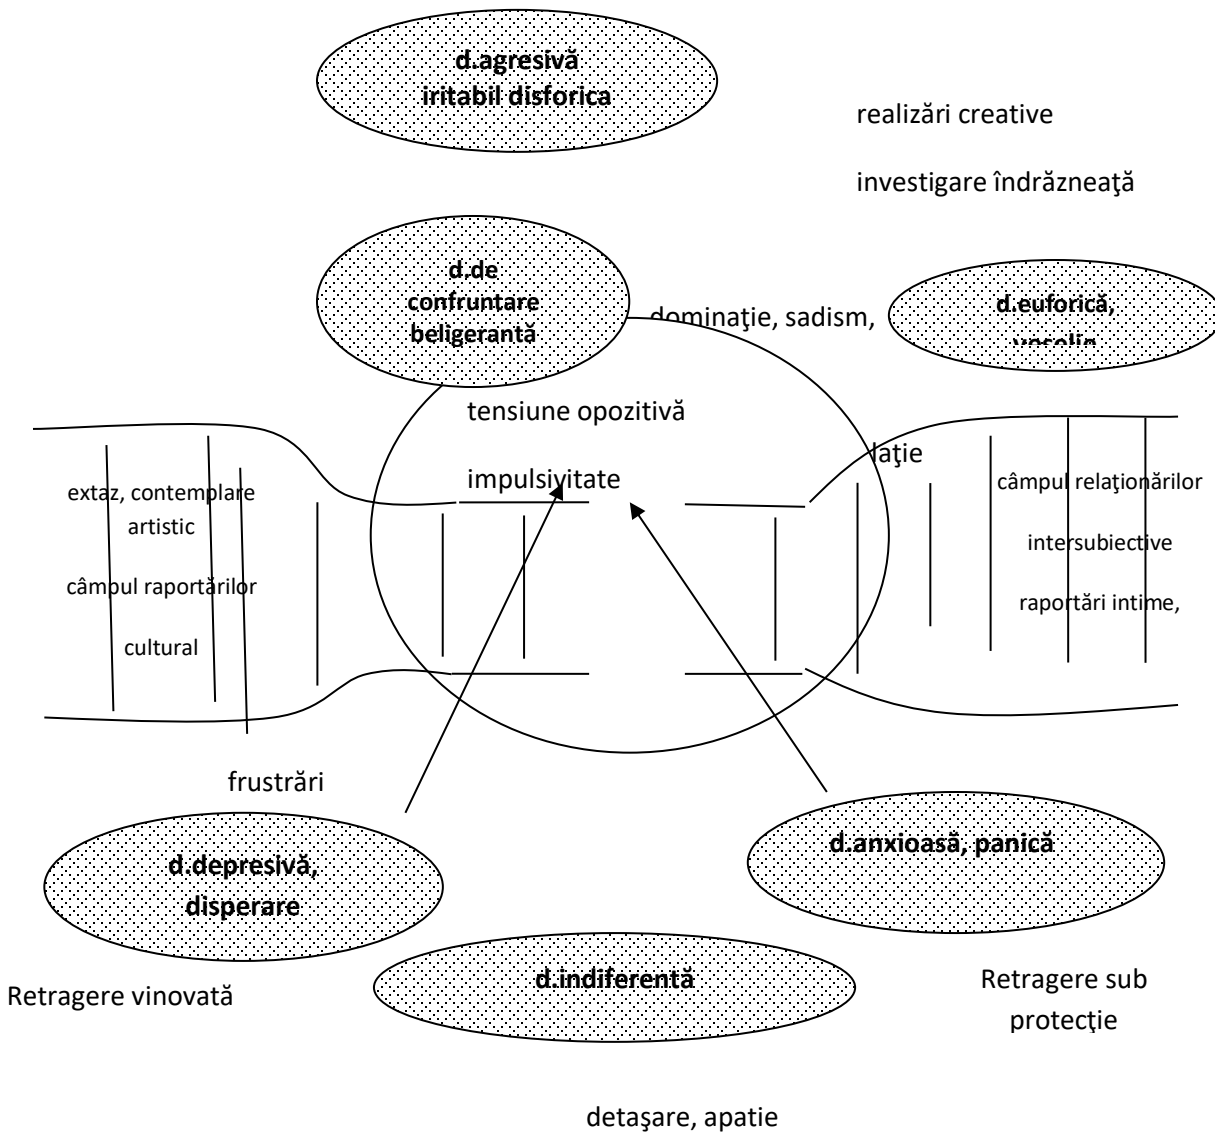 d.agresivă
iritabil disforica
realizări creative
investigare îndrăzneaţă
d.de
confruntare
beligerantă
dominaţie, sadism,
d.euforică,
tensiune opozitivă
laţie
impulsivitate
extaz, contemplare
artistic
câmpul raportărilor
cultural
câmpul relaţionărilor
intersubiective
raportări intime,
frustrări
d.depresivă,
disperare
d.anxioasă, panică
d.indiferentă
Retragere vinovată
Retragere sub
protecţie
detaşare, apatie